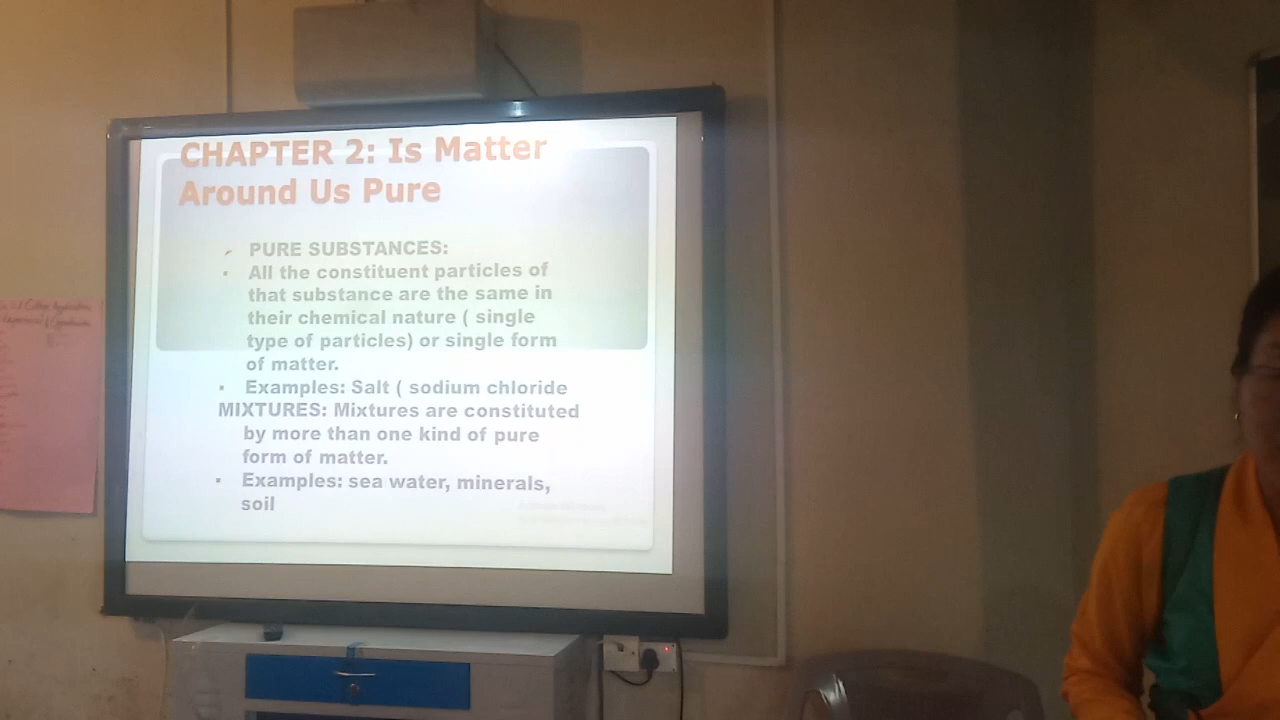 CHAPTER 2: Is Matter
Around Us Pure
PURE SUBSTANCES:
All the constituent particles of
that substance are the same in
their chemical nature ( single
type of particles) or single form
of matter.
Examples: Salt ( sodium chloride
MIXTURES: Mixtures are constituted
by more than one kind of pure
form of matter.
Examples: sea water, minerals,
soil